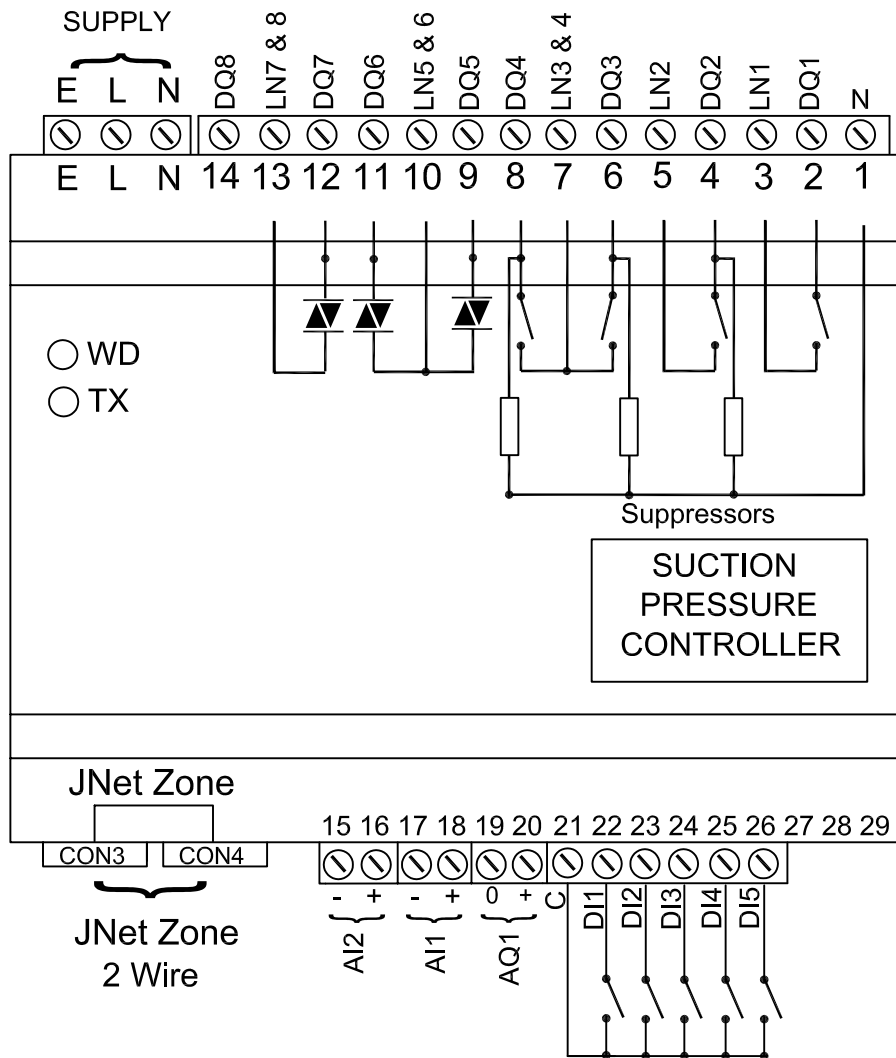 SUPPLY
E L N DQ8 LN7 & 8 DQ7 DQ6 LN5 & 6 DQ5 DQ4 LN3 & 4 DQ3 LN2 DQ2 LN1 DQ1 N
E L N 14 13 12 11 10 9 8 7 6 5 4 3 2 1
WD
TX
Suppressors
SUCTION
PRESSURE
CONTROLLER
JNet Zone
15 16 17 18 19 20 21 22 23 24 25 26 27 28 29
CON3 CON4
- + - + 0 + C DI1 DI2 DI3 DI4 DI5
AI2 AI1 AQ1
JNet Zone
2 Wire